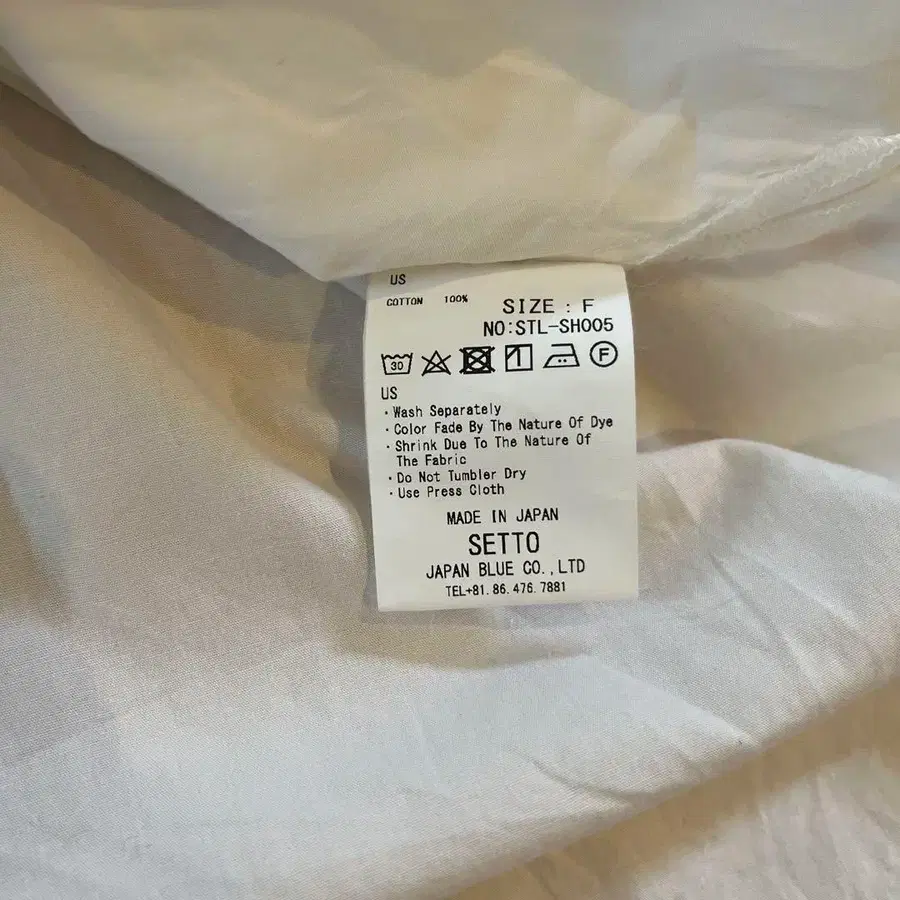 US
COTTON 100%
SIZE : F
NO:STL-SH005
30 F
US
・Wash Separately
・Color Fade By The Nature Of Dye
・Shrink Due To The Nature Of
The Fabric
・Do Not Tumbler Dry
・Use Press Cloth
MADE IN JAPAN
SETTO
JAPAN BLUE CO.,LTD
TEL+81.86.476.7881